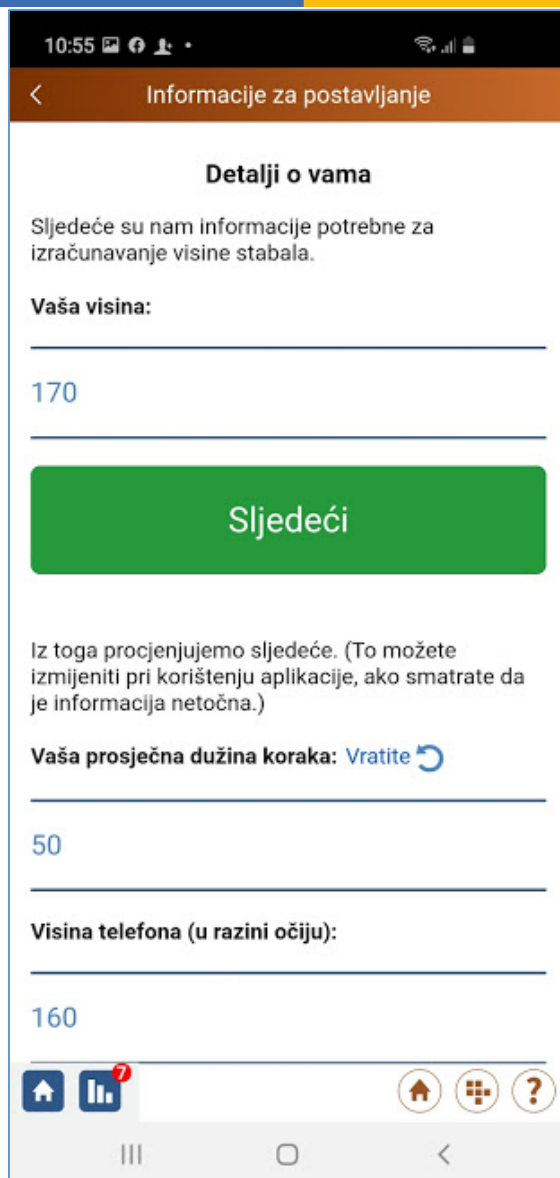 10:55
Informacije za postavljanje
Detalji o vama
Sljedeće su nam informacije potrebne za
izračunavanje visine stabala.
Vaša visina:
170
Sljedeći
Iz toga procjenjujemo sljedeće. (To možete
izmijeniti pri korištenju aplikacije, ako smatrate da
je informacija netočna.)
Vaša prosječna dužina koraka: Vratite
50
Visina telefona (u razini očiju):
160
7
?